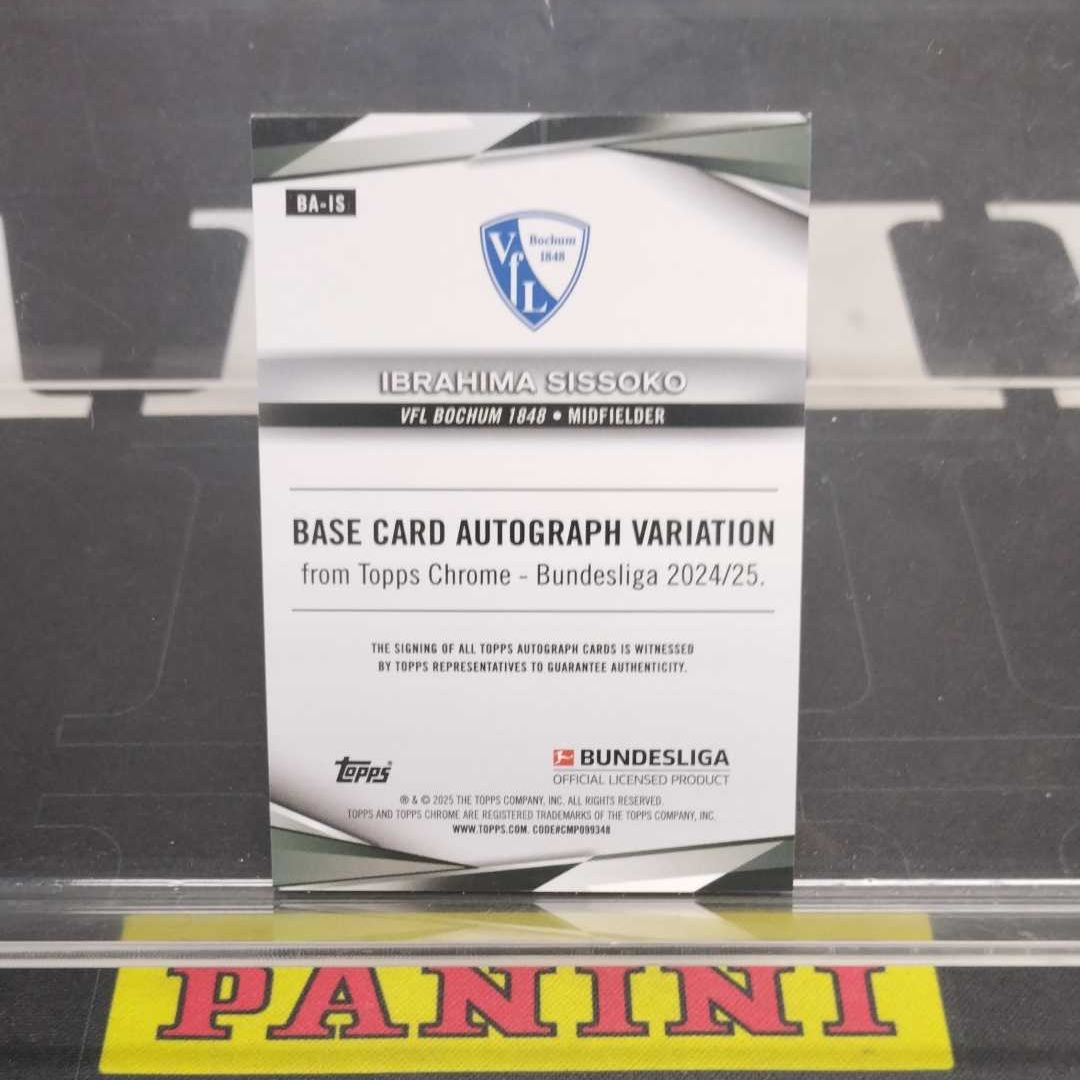 BA-IS
VfL
Bochum
1848
IBRAHIMA SISSOKO
VFL BOCHUM 1848 • MIDFIELDER
BASE CARD AUTOGRAPH VARIATION
from Topps Chrome - Bundesliga 2024/25.
THE SIGNING OF ALL TOPPS AUTOGRAPH CARDS IS WITNESSED
BY TOPPS REPRESENTATIVES TO GUARANTEE AUTHENTICITY.
topps
BUNDESLIGA
OFFICIAL LICENSED PRODUCT
® & © 2025 THE TOPPS COMPANY, INC. ALL RIGHTS RESERVED.
TOPPS AND TOPPS CHROME ARE REGISTERED TRADEMARKS OF THE TOPPS COMPANY, INC.
WWW.TOPPS.COM. CODE#CMP099348
PANINI